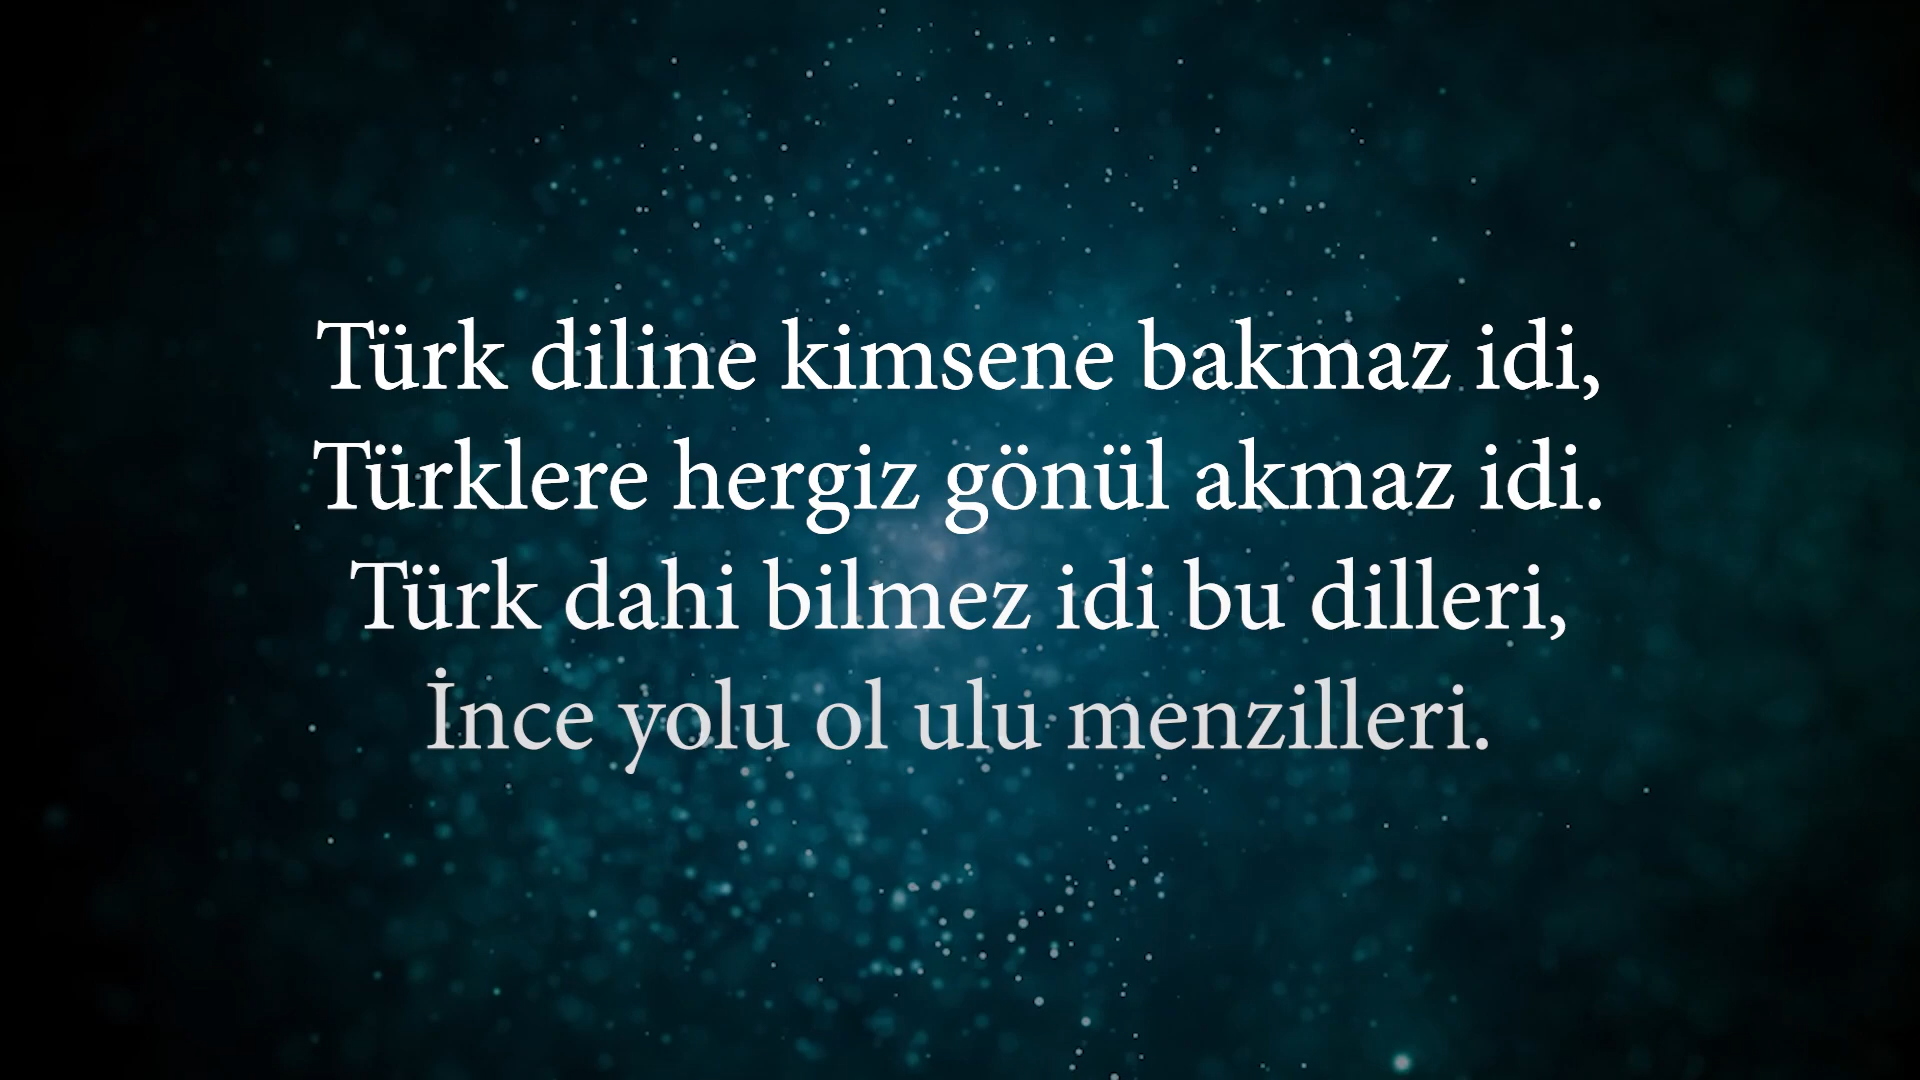 Türk diline kimsene bakmaz idi,
Türklere hergiz gönül akmaz idi.
Türk dahi bilmez idi bu dilleri,
İnce yolu ol ulu menzilleri.